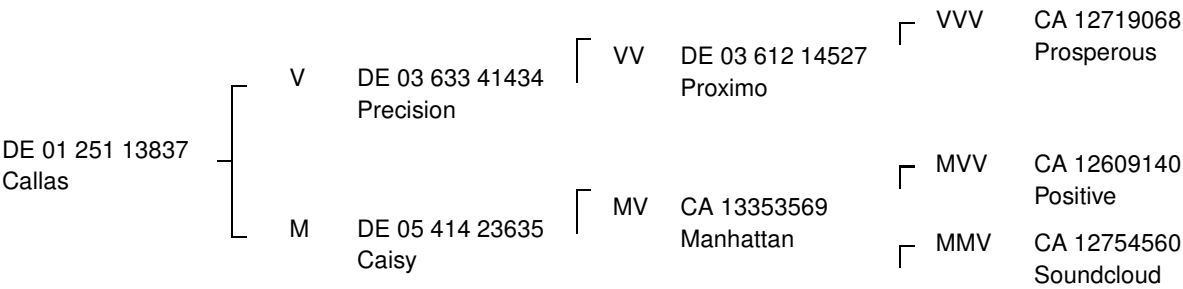 VVV CA 12719068
Prosperous
VV DE 03 612 14527
Proximo
V DE 03 633 41434
Precision
DE 01 251 13837
Callas
MVV CA 12609140
Positive
MV CA 13353569
Manhattan
M DE 05 414 23635
Caisy
MMV CA 12754560
Soundcloud